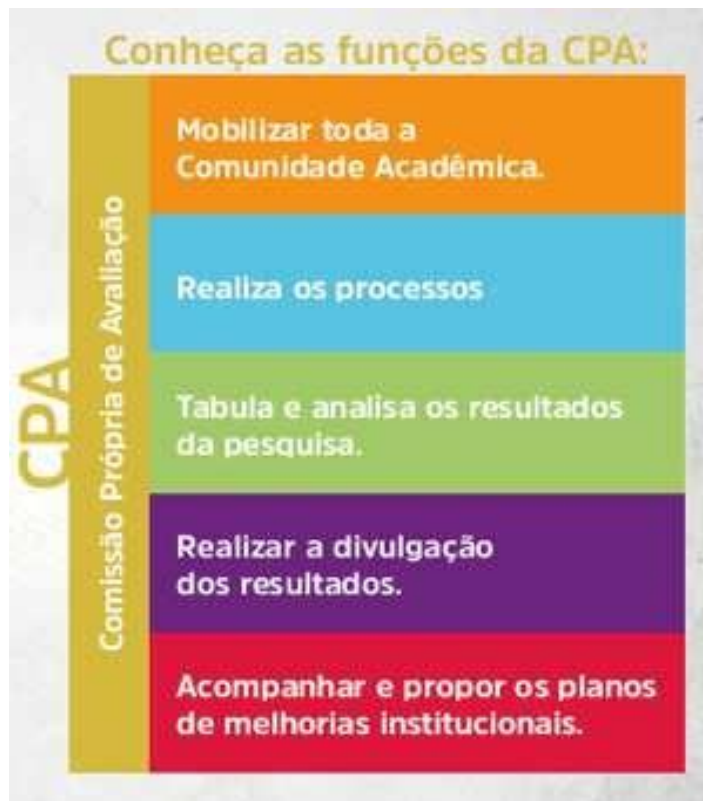 Conheça as funções da CPA:
CPA
Comissão Própria de Avaliação
Mobilizar toda a
Comunidade Acadêmica.
Realiza os processos
Tabula e analisa os resultados
da pesquisa.
Realizar a divulgação
dos resultados.
Acompanhar e propor os planos
de melhorias institucionais.